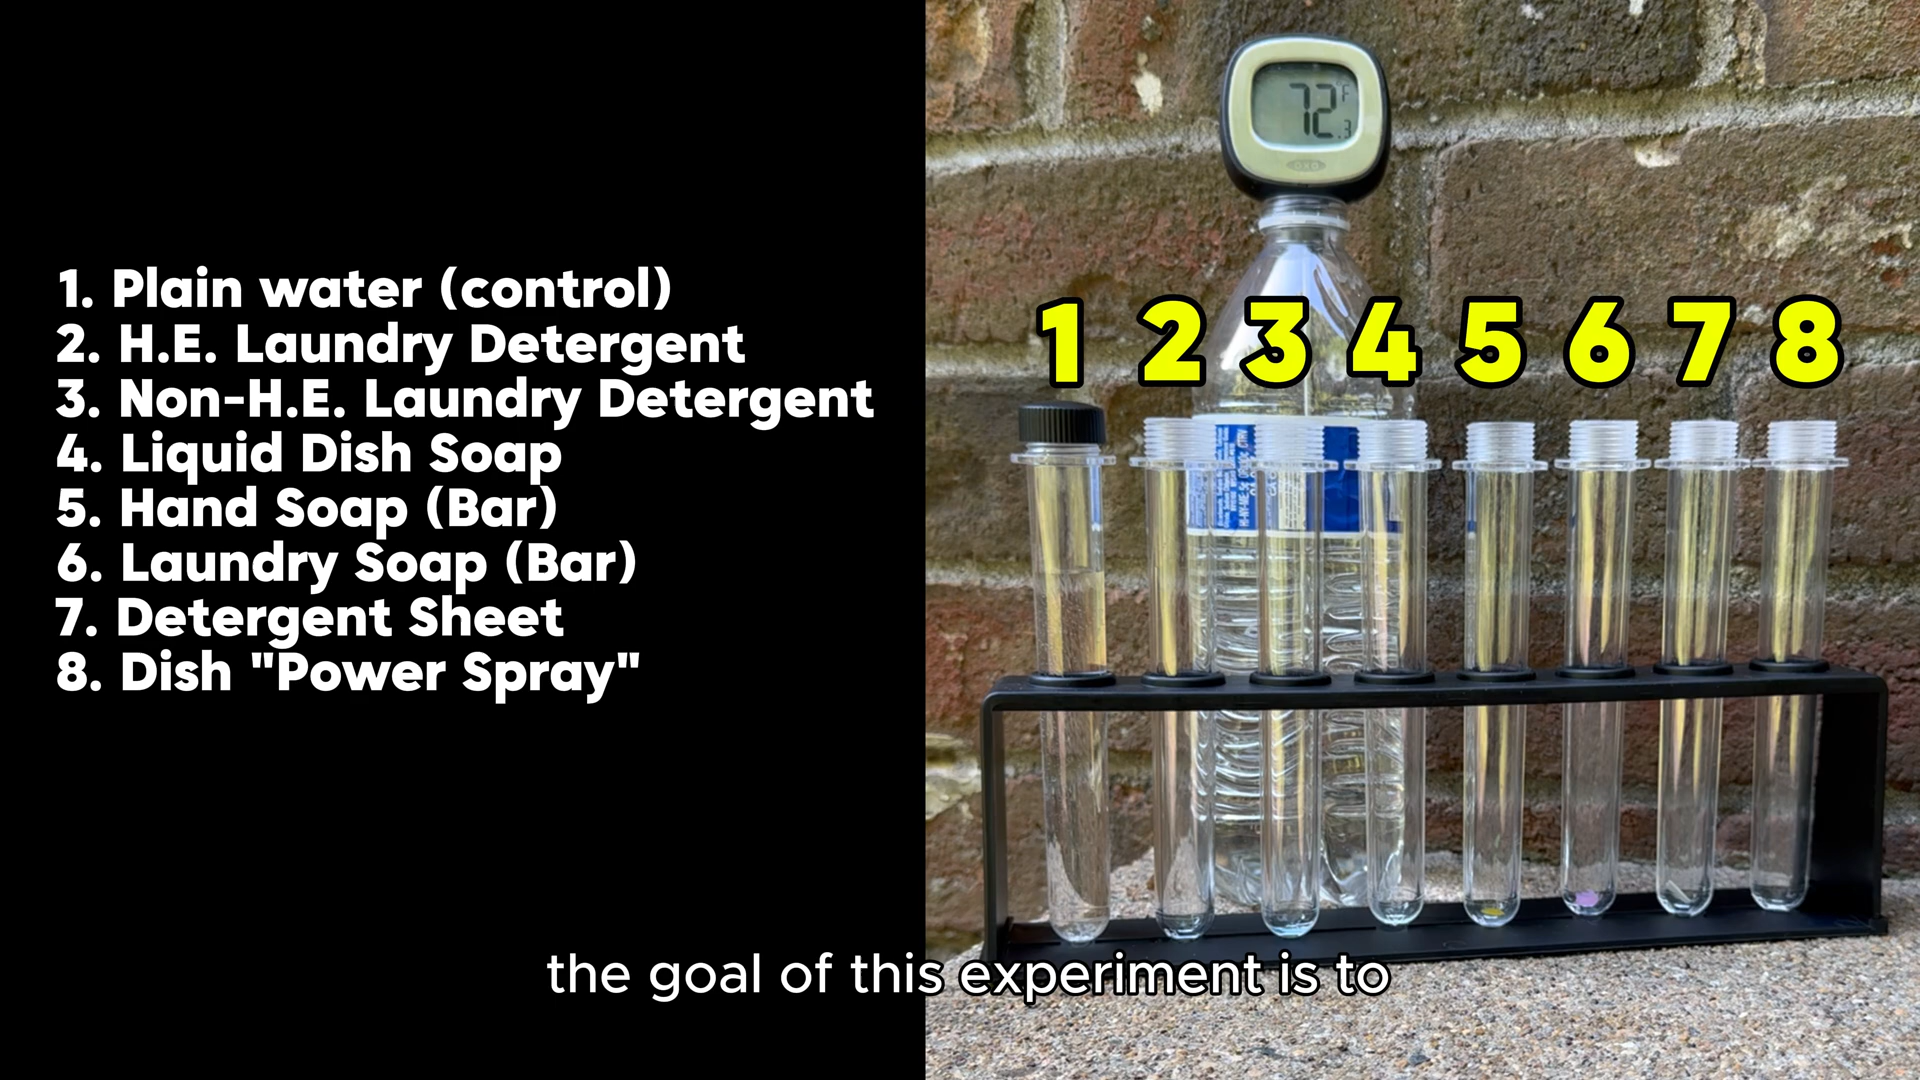 1. Plain water (control)
2. H.E. Laundry Detergent
3. Non-H.E. Laundry Detergent
4. Liquid Dish Soap
5. Hand Soap (Bar)
6. Laundry Soap (Bar)
7. Detergent Sheet
8. Dish "Power Spray"
72.3 °F
OXO
1 2 3 4 5 6 7 8
the goal of this experiment is to